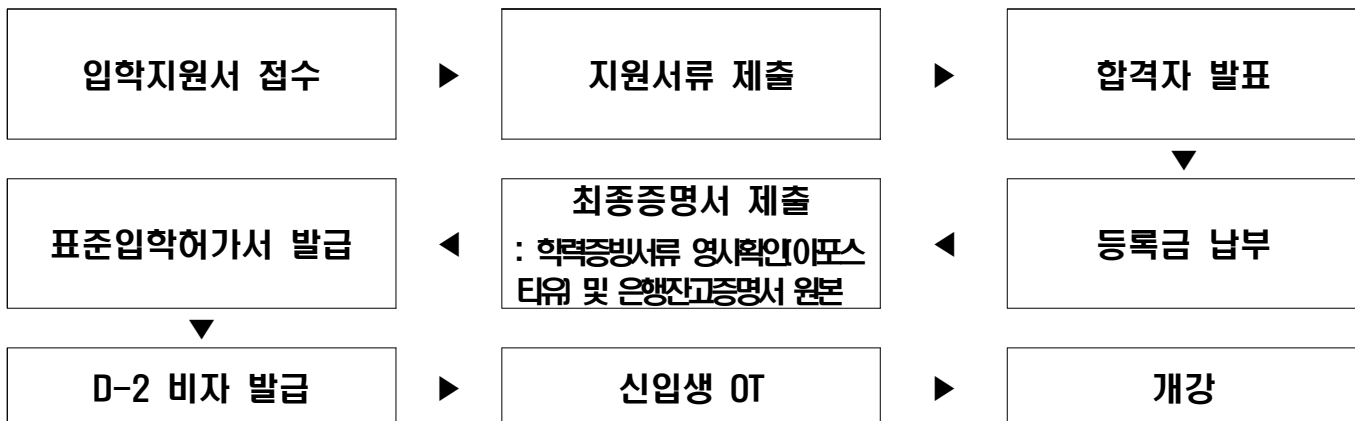 입학지원서 접수
▶
지원서류 제출
▶
합격자 발표
▼
등록금 납부
◀
최종증명서 제출
: 학력증빙서류 영사확인(아포스
티유) 및 은행잔고증명서 원본
◀
표준입학허가서 발급
▼
D-2 비자 발급
▶
신입생 OT
▶
개강